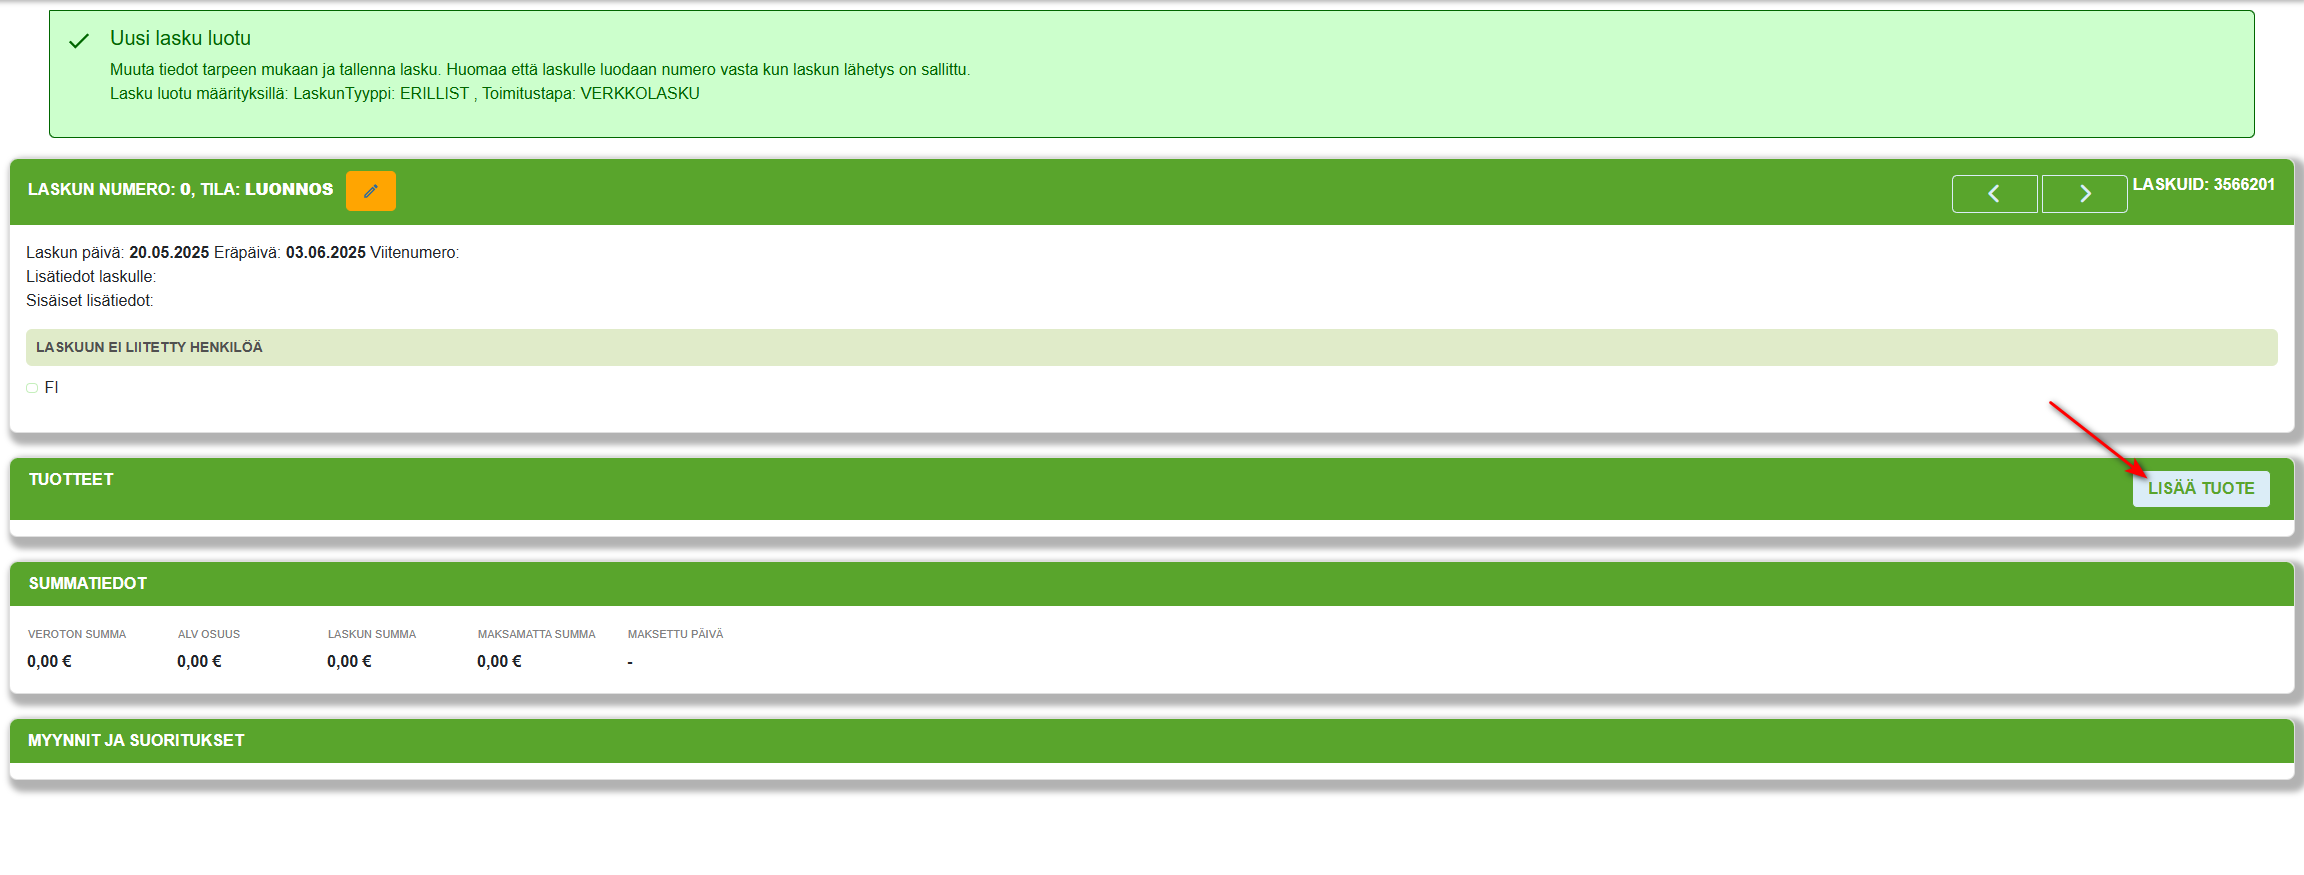 Uusi lasku luotu
Muuta tiedot tarpeen mukaan ja tallenna lasku. Huomaa että laskulle luodaan numero vasta kun laskun lähetys on sallittu.
Lasku luotu määrityksillä: LaskunTyyppi: ERILLIST , Toimitustapa: VERKKOLASKU
LASKUN NUMERO: 0, TILA: LUONNOS
LASKUID: 3566201
Laskun päivä: 20.05.2025 Eräpäivä: 03.06.2025 Viitenumero:
Lisätiedot laskulle:
Sisäiset lisätiedot:
LASKUUN EI LIITETTY HENKILÖÄ
FI
TUOTTEET
LISÄÄ TUOTE
SUMMATIEDOT
VEROTON SUMMA ALV OSUUS LASKUN SUMMA MAKSAMATTA SUMMA MAKSETTU PÄIVÄ
0,00 € 0,00 € 0,00 € 0,00 € -
MYYNNIT JA SUORITUKSET